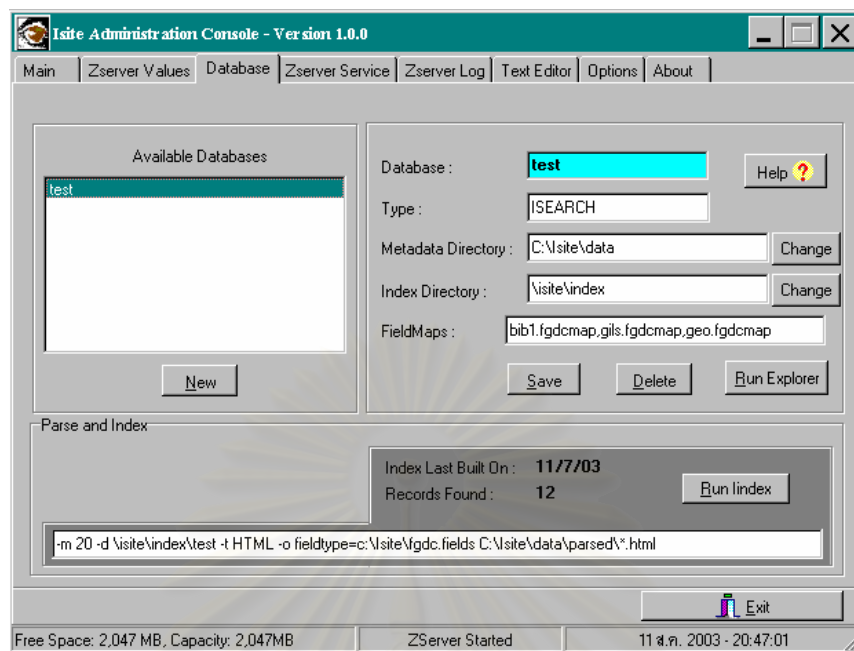 Isite Administration Console - Version 1.0.0
Main Zserver Values Database Zserver Service Zserver Log Text Editor Options About
Available Databases
test
New
Database : test
Help ?
Type : ISEARCH
Metadata Directory : C:\Isite\data Change
Index Directory : \isite\index Change
FieldMaps : bib1.fgdcmap,gils.fgdcmap,geo.fgdcmap
Save Delete Run Explorer
Parse and Index
Index Last Built On : 11/7/03
Records Found : 12
Run Iindex
-m 20 -d \isite\index\test -t HTML -o fieldtype=c:\Isite\fgdc.fields C:\Isite\data\parsed\*.html
Exit
Free Space: 2,047 MB, Capacity: 2,047MB ZServer Started 11 ส.ค. 2003 - 20:47:01